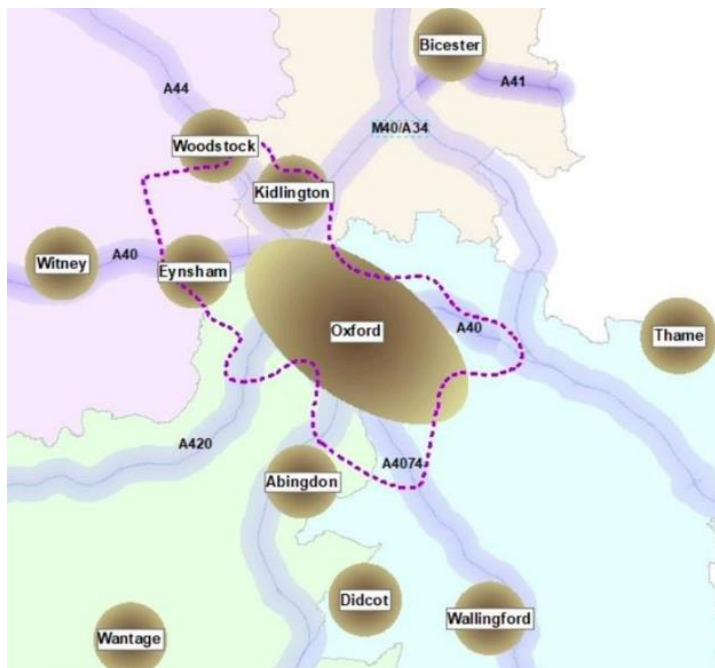 Bicester
A44
A41
M40/A34
Woodstock
Kidlington
Witney
A40
Eynsham
Oxford
A40
Thame
A420
A4074
Abingdon
Didcot
Wallingford
Wantage